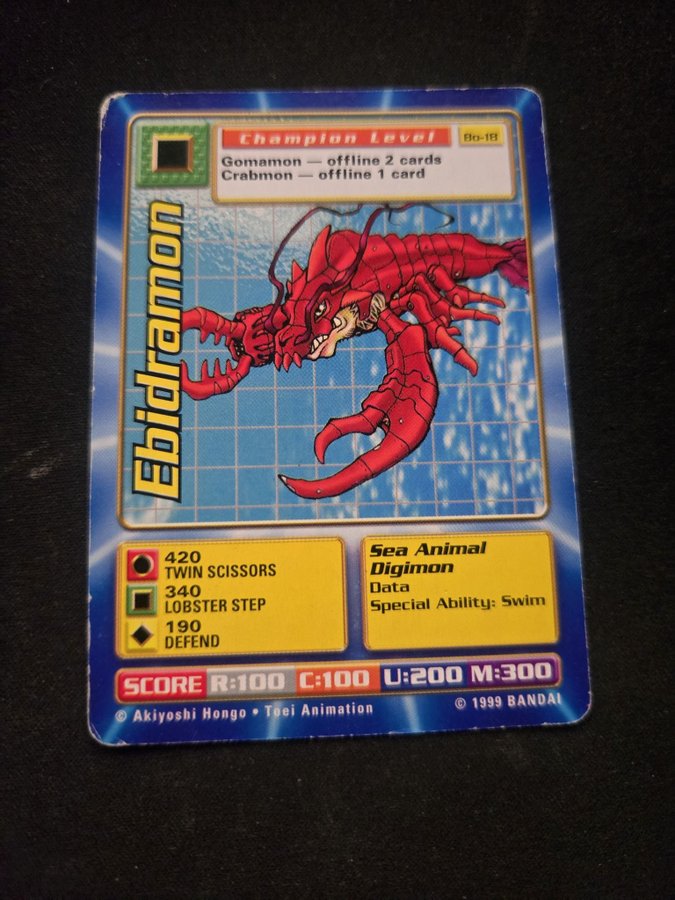 Champion Level
Bo-18
Gomamon — offline 2 cards
Crabmon — offline 1 card
Ebidramon
420
TWIN SCISSORS
340
LOBSTER STEP
190
DEFEND
Sea Animal
Digimon
Data
Special Ability: Swim
SCORE R:100 C:100 U:200 M:300
© Akiyoshi Hongo • Toei Animation
© 1999 BANDAI